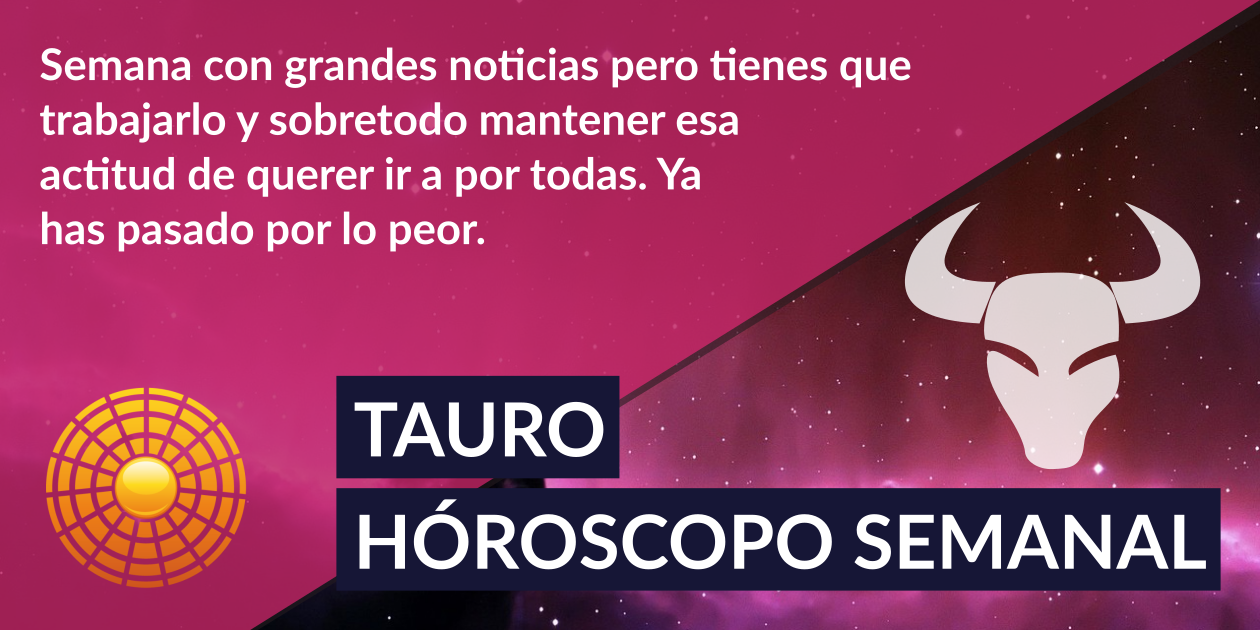 Semana con grandes noticias pero tienes que
trabajarlo y sobretodo mantener esa
actitud de querer ir a por todas. Ya
has pasado por lo peor.
TAURO
HÓROSCOPO SEMANAL